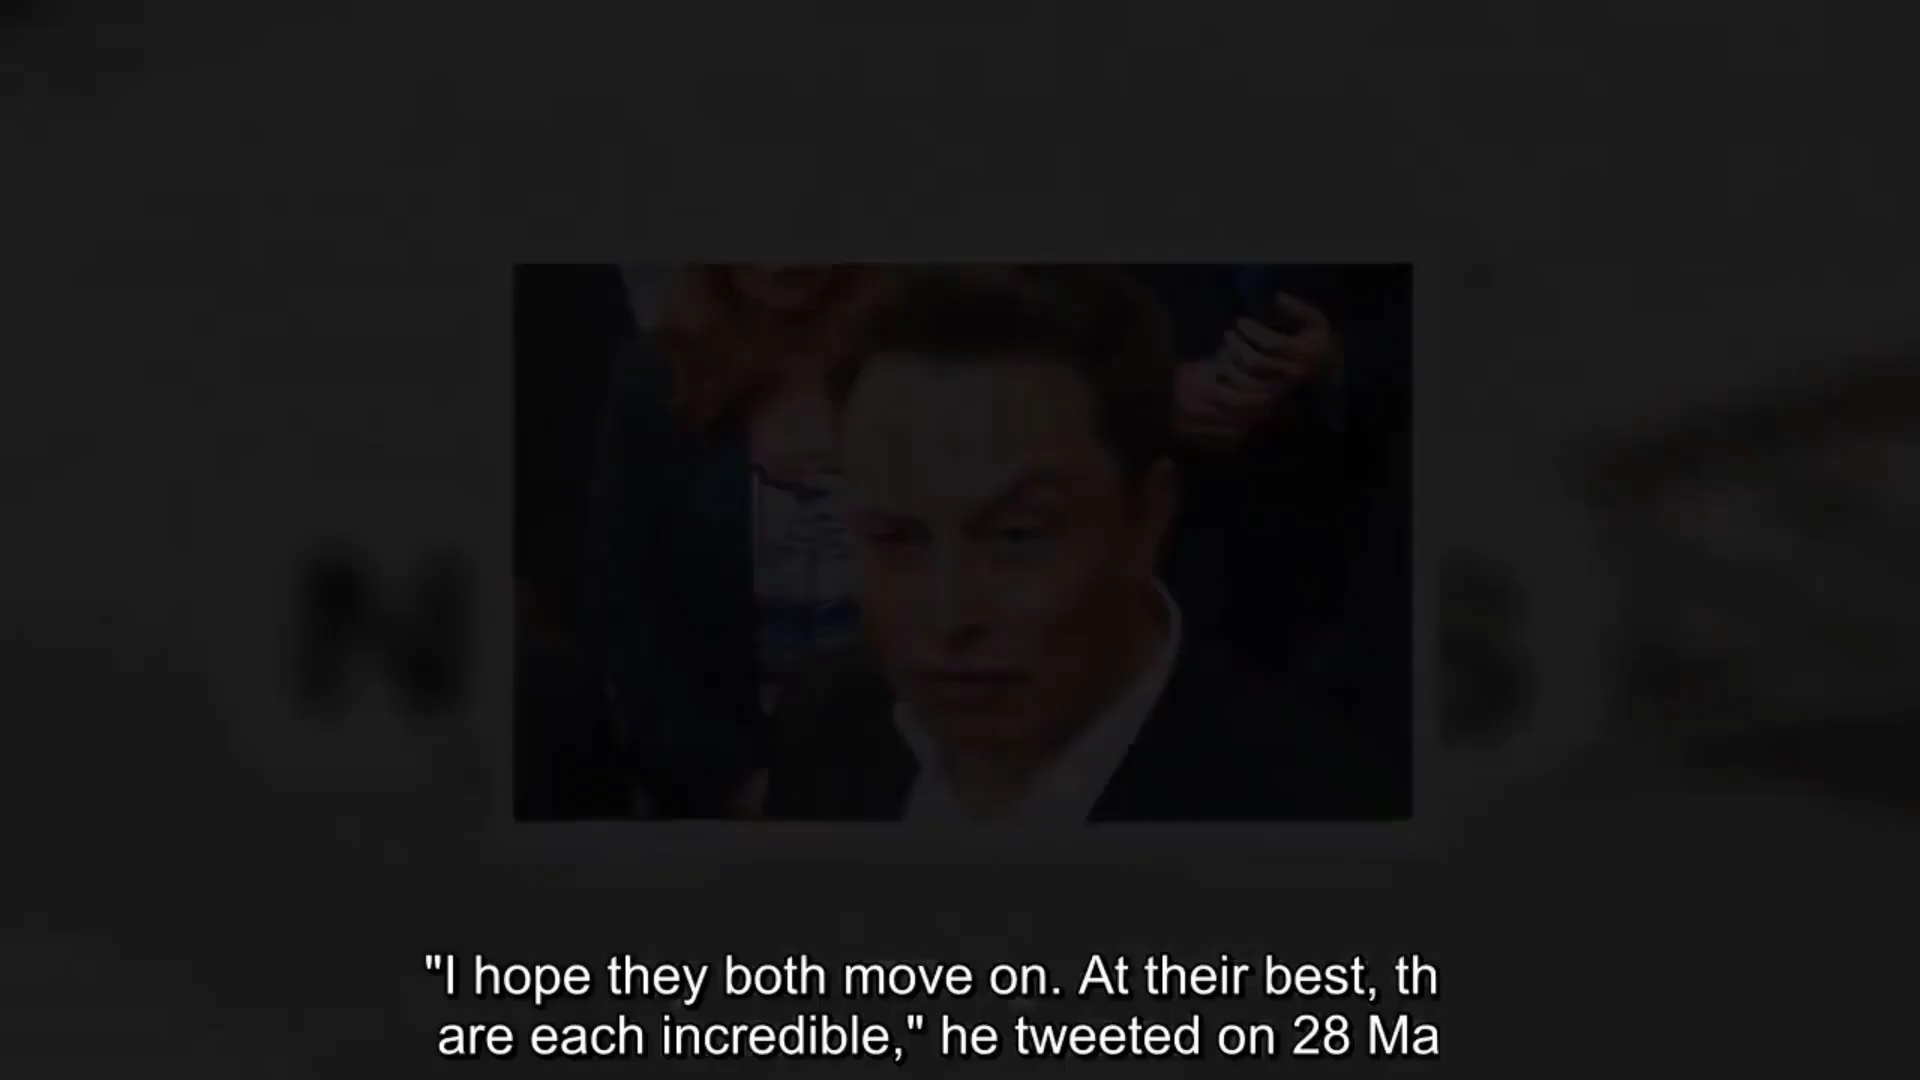 "I hope they both move on. At their best, th
are each incredible," he tweeted on 28 Ma